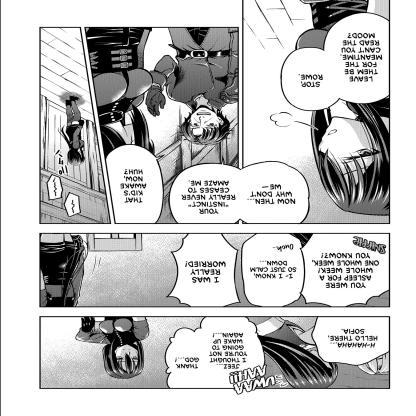 THANK
GOD...
JEEZ...
I THOUGHT
YOU'RE NOT
GOING TO
WAKE UP
AGAIN...!
UWAA
AAH!!
H-HAHAHA...
HELLO THERE,
SOFIA.
I WAS
REALLY
WORRIED!
I-I KNOW,
SO JUST CALM
DOWN...
Ouch..
YOU WERE
ASLEEP FOR A
WHOLE WEEK!
ONE WHOLE WEEK,
YOU KNOW?!
SNIFFLE
THAT
KID'S
AWAKE
NOW,
HUH?
YOUR
"INSTINCT"
REALLY NEVER
CEASES TO
AMAZE ME.
NOW THEN,
WHY DON'T
WE—
STOP,
ROWE.
LEAVE
THEM BE
FOR THE
MEANTIME.
CAN'T YOU
READ THE
MOOD?